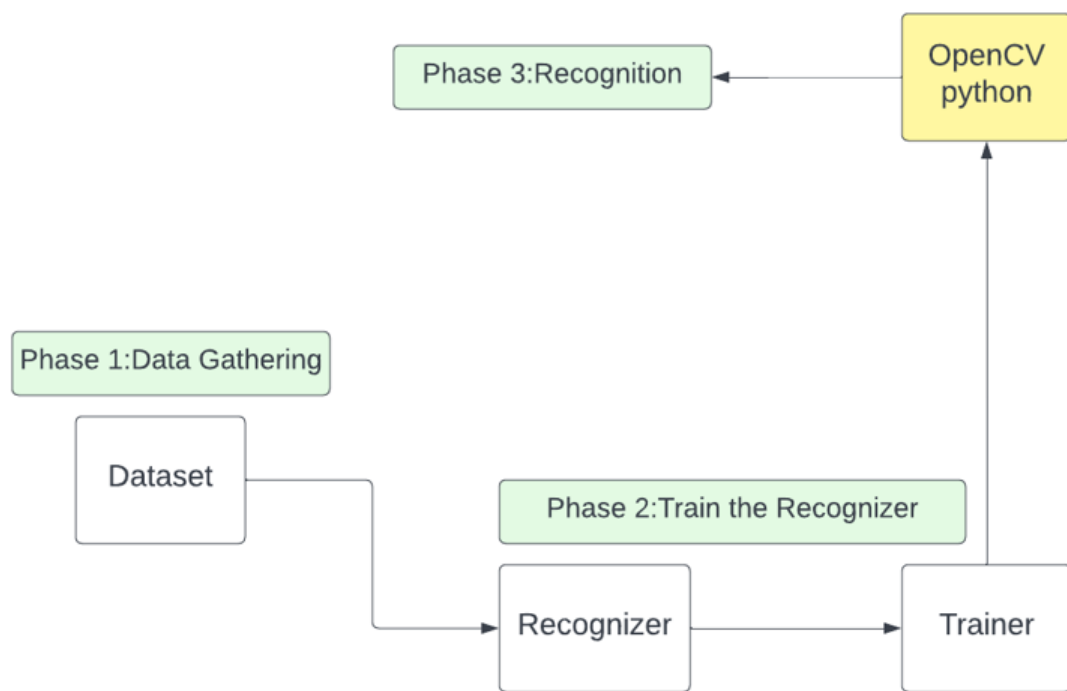 OpenCV
python
Phase 3:Recognition
Phase 1:Data Gathering
Dataset
Phase 2:Train the Recognizer
Recognizer
Trainer